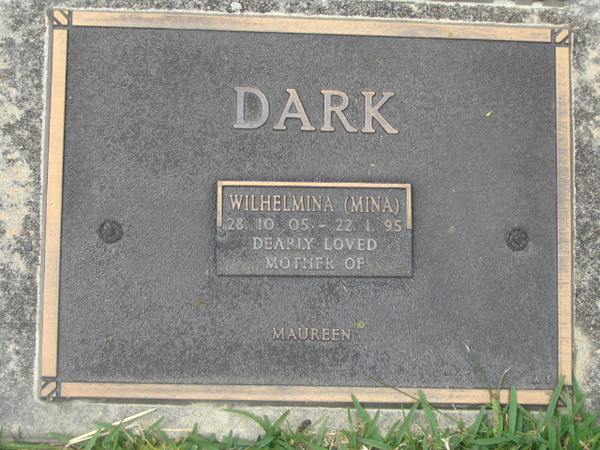 DARK
WILHELMINA (MINA)
28. 10. 05. - 22. 1. 95
DEARLY LOVED
MOTHER OF
MAUREEN